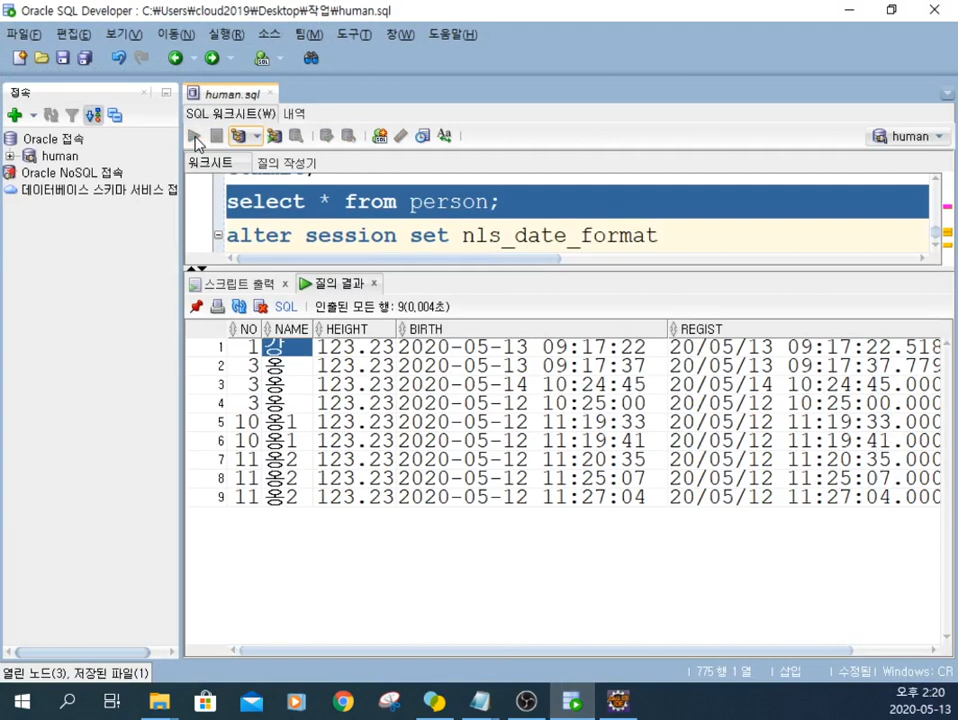 Oracle SQL Developer : C:₩Users₩cloud2019₩Desktop₩작업₩human.sql
파일(F) 편집(E) 보기(V) 이동(N) 실행(R) 소스 팀(M) 도구(T) 창(W) 도움말(H)
접속
human.sql
SQL 워크시트(W) 내역
human
워크시트 질의 작성기
Oracle 접속
human
Oracle NoSQL 접속
데이터베이스 스키마 서비스 접
commit;
select * from person;
alter session set nls_date_format
스크립트 출력 질의 결과
SQL 인출된 모든 행: 9(0,004초)
NO NAME HEIGHT BIRTH REGIST
1 1 강 123.23 2020-05-13 09:17:22 20/05/13 09:17:22.518
2 3 옹 123.23 2020-05-13 09:17:37 20/05/13 09:17:37.779
3 3 옹 123.23 2020-05-14 10:24:45 20/05/14 10:24:45.000
4 3 옹 123.23 2020-05-12 10:25:00 20/05/12 10:25:00.000
5 10 옹1 123.23 2020-05-12 11:19:33 20/05/12 11:19:33.000
6 10 옹1 123.23 2020-05-12 11:19:41 20/05/12 11:19:41.000
7 11 옹2 123.23 2020-05-12 11:20:35 20/05/12 11:20:35.000
8 11 옹2 123.23 2020-05-12 11:25:07 20/05/12 11:25:07.000
9 11 옹2 123.23 2020-05-12 11:27:04 20/05/12 11:27:04.000
열린 노드(3), 저장된 파일(1)
775 행 1 열 삽입 수정됨 Windows: CR
오후 2:20
2020-05-13